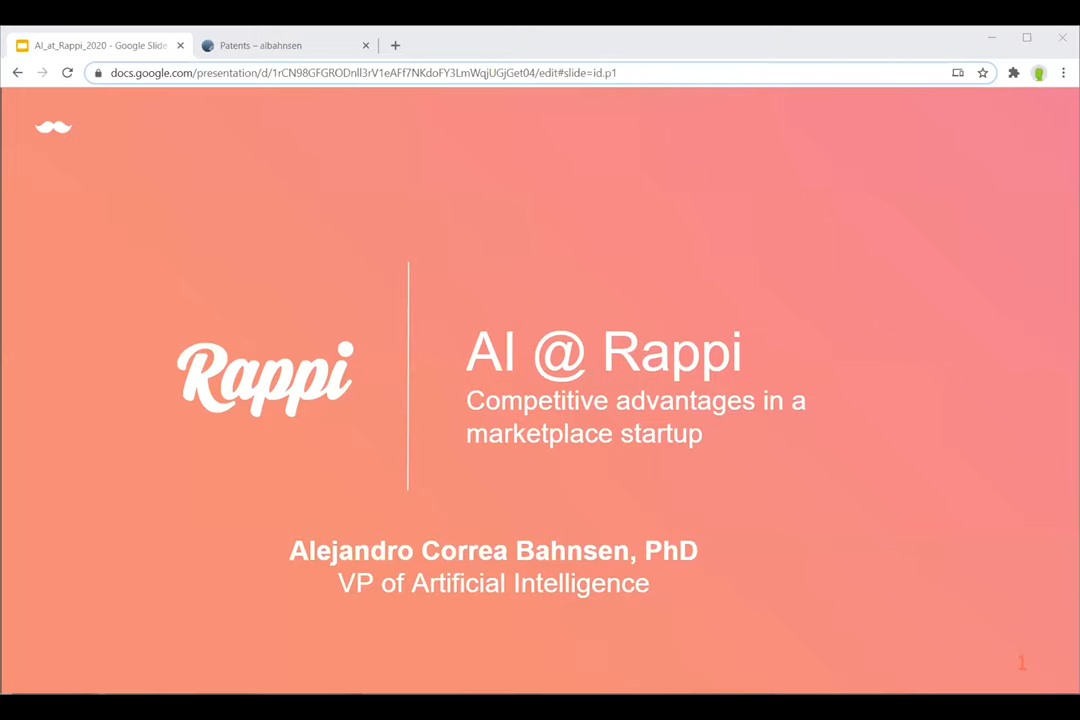 AI_at_Rappi_2020 - Google Slide
Patents – albahnsen
docs.google.com/presentation/d/1rCN98GFGRODnll3rV1eAFf7NKdoFY3LmWqjUGjGet04/edit#slide=id.p1
Rappi
AI @ Rappi
Competitive advantages in a
marketplace startup
Alejandro Correa Bahnsen, PhD
VP of Artificial Intelligence
1